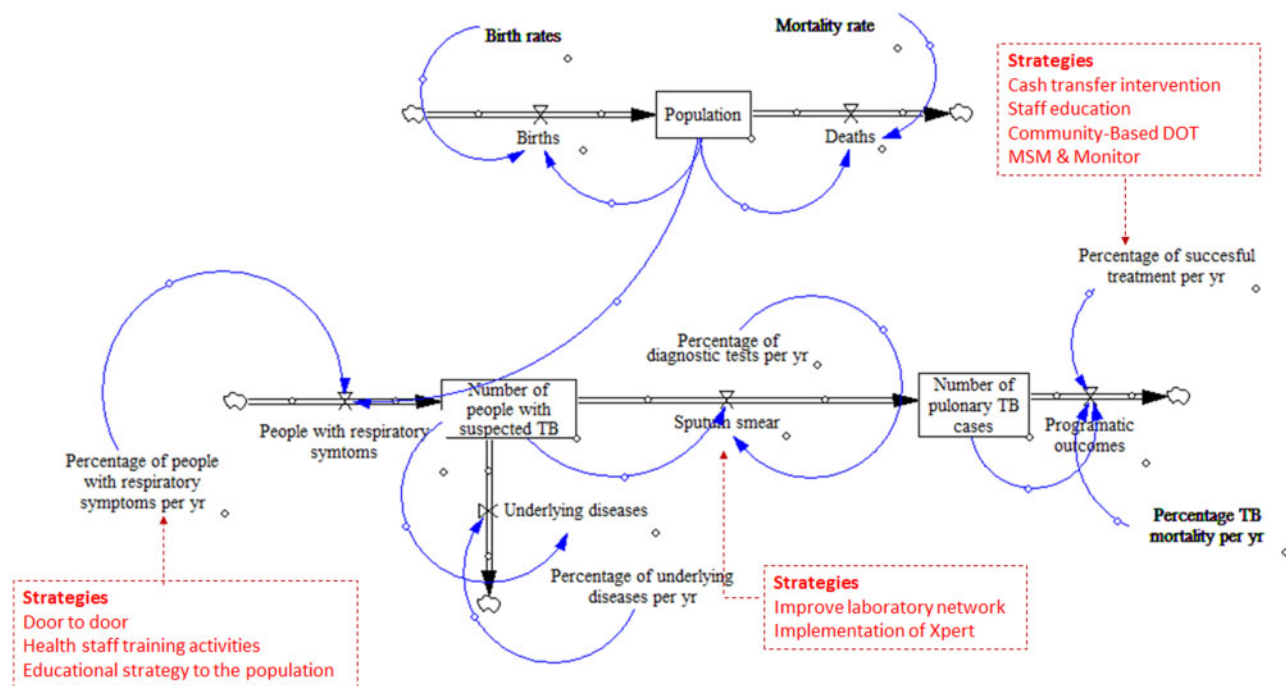 Birth rates
Mortality rate
Strategies
Cash transfer intervention
Staff education
Community-Based DOT
MSM & Monitor
Population
Births
Deaths
Percentage of succesful
treatment per yr
Percentage of
diagnostic tests per yr
Number of
people with
suspected TB
Number of
pulonary TB
cases
People with respiratory
symtoms
Sputum smear
Programatic
outcomes
Percentage of people
with respiratory
symptoms per yr
Underlying diseases
Percentage TB
mortality per yr
Percentage of underlying
diseases per yr
Strategies
Door to door
Health staff training activities
Educational strategy to the population
Strategies
Improve laboratory network
Implementation of Xpert